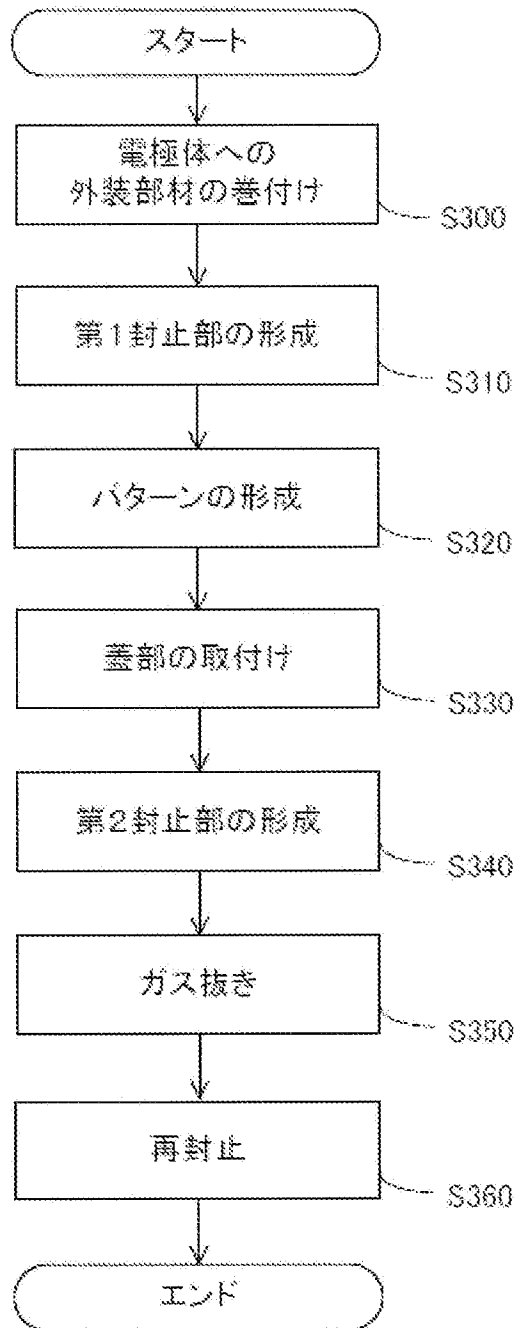 スタート
電極体への
外装部材の巻付け
S300
第1封止部の形成
S310
パターンの形成
S320
蓋部の取付け
S330
第2封止部の形成
S340
ガス抜き
S350
再封止
S360
エンド